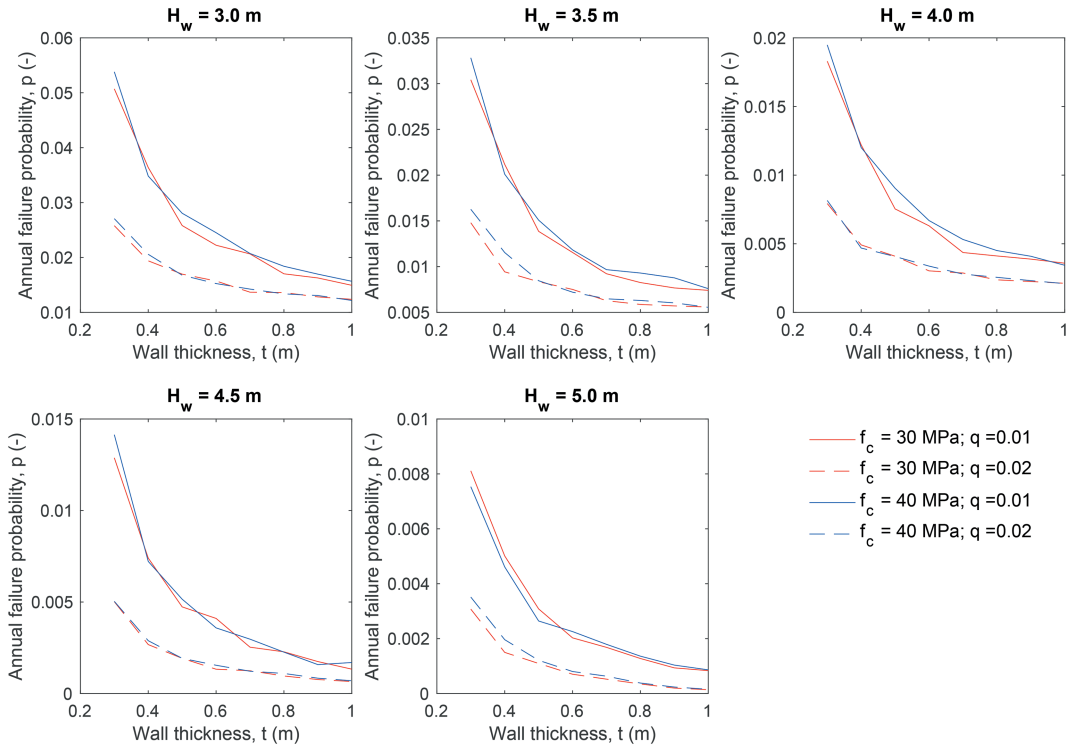 H_w = 3.0 m
Annual failure probability, p (-)
0.06
0.05
0.04
0.03
0.02
0.01
0.2 0.4 0.6 0.8 1
Wall thickness, t (m)
H_w = 3.5 m
Annual failure probability, p (-)
0.035
0.03
0.025
0.02
0.015
0.01
0.005
0.2 0.4 0.6 0.8 1
Wall thickness, t (m)
H_w = 4.0 m
Annual failure probability, p (-)
0.02
0.015
0.01
0.005
0
0.2 0.4 0.6 0.8 1
Wall thickness, t (m)
H_w = 4.5 m
Annual failure probability, p (-)
0.015
0.01
0.005
0
0.2 0.4 0.6 0.8 1
Wall thickness, t (m)
H_w = 5.0 m
Annual failure probability, p (-)
0.01
0.008
0.006
0.004
0.002
0
0.2 0.4 0.6 0.8 1
Wall thickness, t (m)
f_c = 30 MPa; q =0.01
f_c = 30 MPa; q =0.02
f_c = 40 MPa; q =0.01
f_c = 40 MPa; q =0.02